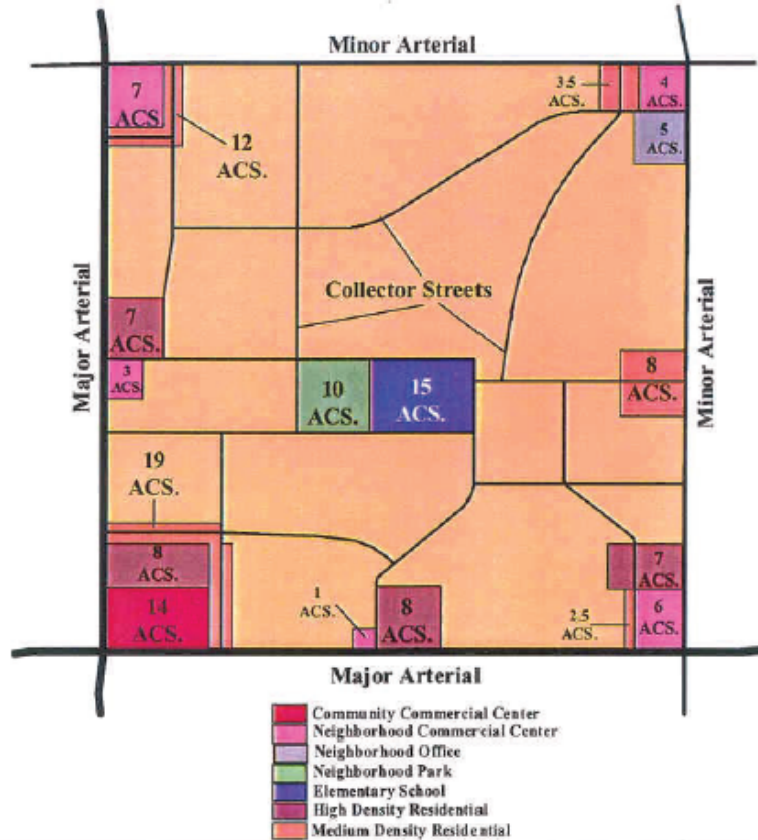 Minor Arterial
7
ACS.
3.5
ACS.
4
ACS.
12
ACS.
5
ACS.
Collector Streets
Major Arterial
Minor Arterial
7
ACS.
3
ACS.
10
ACS.
15
ACS.
8
ACS.
19
ACS.
8
ACS.
14
ACS.
1
ACS.
8
ACS.
7
ACS.
2.5
ACS.
6
ACS.
Major Arterial
Community Commercial Center
Neighborhood Commercial Center
Neighborhood Office
Neighborhood Park
Elementary School
High Density Residential
Medium Density Residential